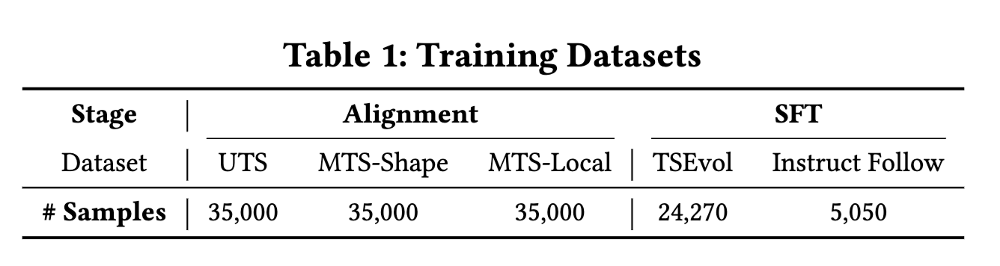 Table 1: Training Datasets
Stage Alignment SFT
Dataset UTS MTS-Shape MTS-Local TSEvol Instruct Follow
# Samples 35,000 35,000 35,000 24,270 5,050